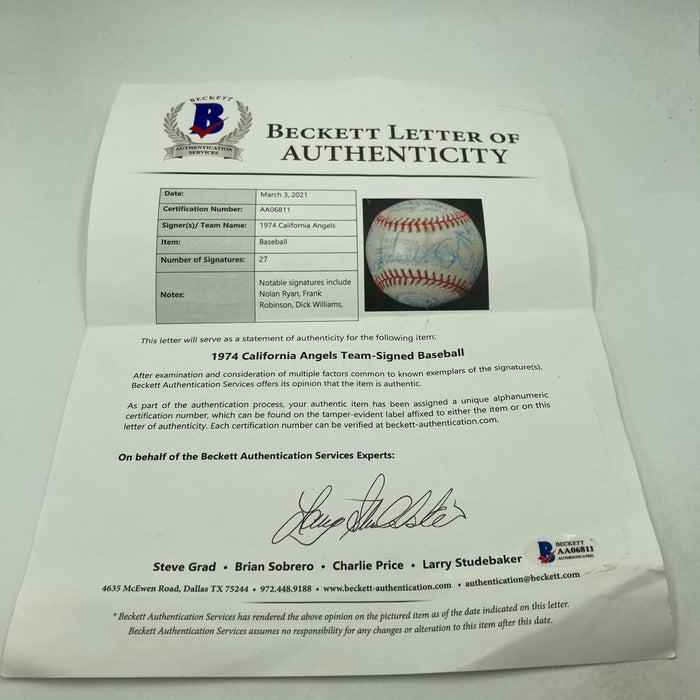 BECKETT
B
AUTHENTICATION
SERVICES
BECKETT LETTER OF
AUTHENTICITY
Date: March 3, 2021
Certification Number: AA06811
Signer(s)/ Team Name: 1974 California Angels
Item: Baseball
Number of Signatures: 27
Notes: Notable signatures include
Nolan Ryan, Frank
Robinson, Dick Williams,
This letter will serve as a statement of authenticity for the following item:
1974 California Angels Team-Signed Baseball
After examination and consideration of multiple factors common to known exemplars of the signature(s),
Beckett Authentication Services offers its opinion that the item is authentic.
As part of the authentication process, your authentic item has been assigned a unique alphanumeric
certification number, which can be found on the tamper-evident label affixed to either the item or on this
letter of authenticity. Each certification number can be verified at beckett-authentication.com.
On behalf of the Beckett Authentication Services Experts:
Larry Studebaker
Steve Grad • Brian Sobrero • Charlie Price • Larry Studebaker
B BECKETT
AA06811
AUTHENTICATED
4635 McEwen Road, Dallas TX 75244 • 972.448.9188 • www.beckett-authentication.com • authentication@beckett.com
* Beckett Authentication Services has rendered the above opinion on the pictured item as of the date indicated on this letter.
Beckett Authentication Services assumes no responsibility for any changes or alteration to this item after this date.